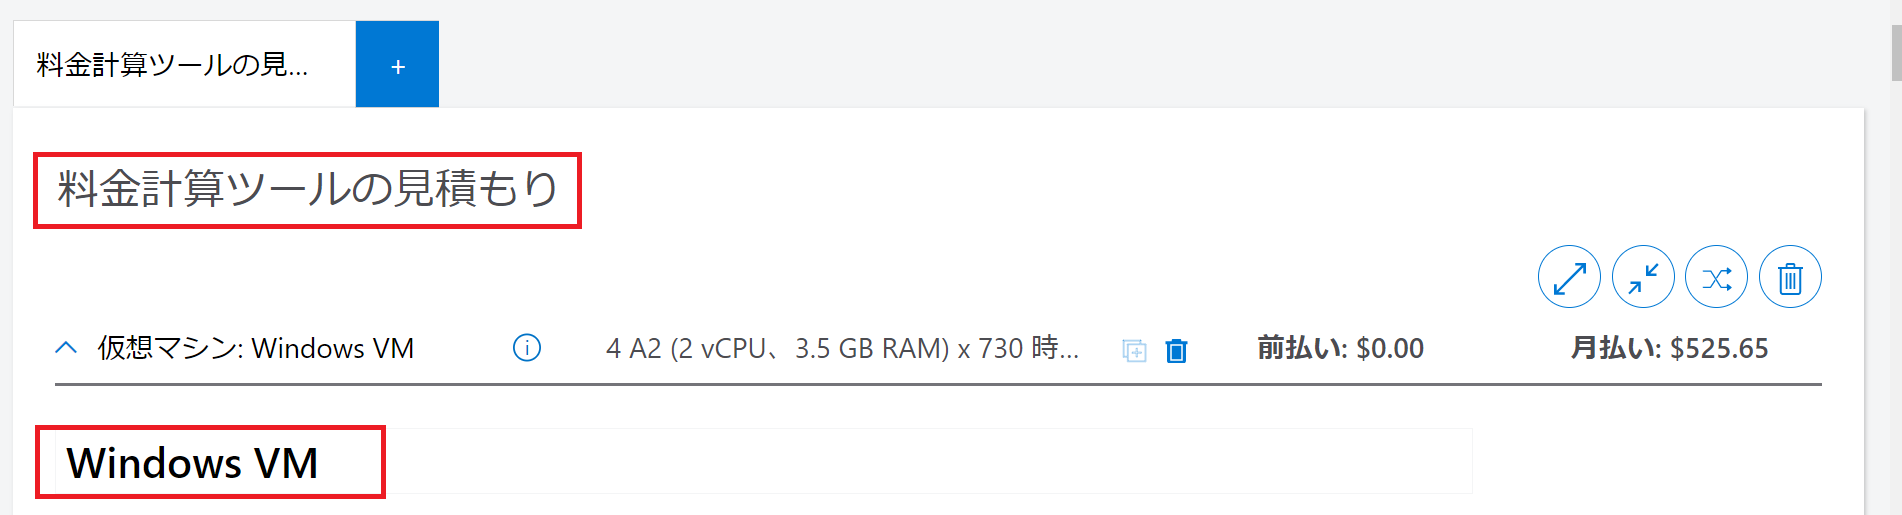 料金計算ツールの見...
+
料金計算ツールの見積もり
仮想マシン: Windows VM
4 A2 (2 vCPU、3.5 GB RAM) x 730 時...
前払い: $0.00
月払い: $525.65
Windows VM